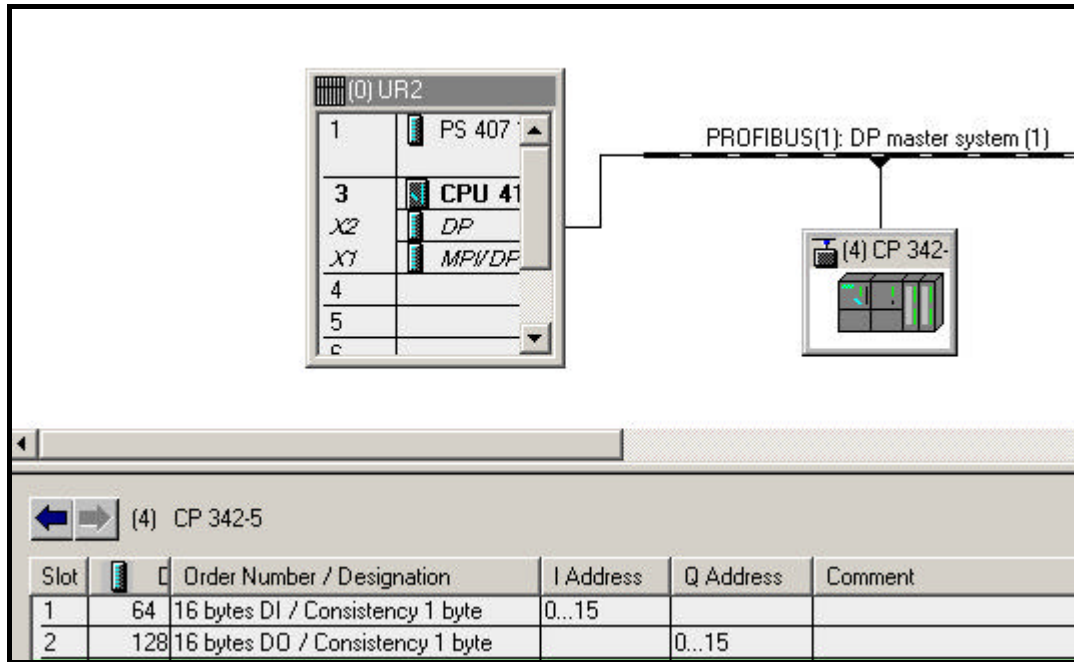 (0) UR2
1 PS 407
3 CPU 41
X2 DP
X1 MPI/DP
4
5
PROFIBUS(1): DP master system (1)
(4) CP 342-
(4) CP 342-5
Slot D Order Number / Designation I Address Q Address Comment
1 64 16 bytes DI / Consistency 1 byte 0...15
2 128 16 bytes DO / Consistency 1 byte 0...15